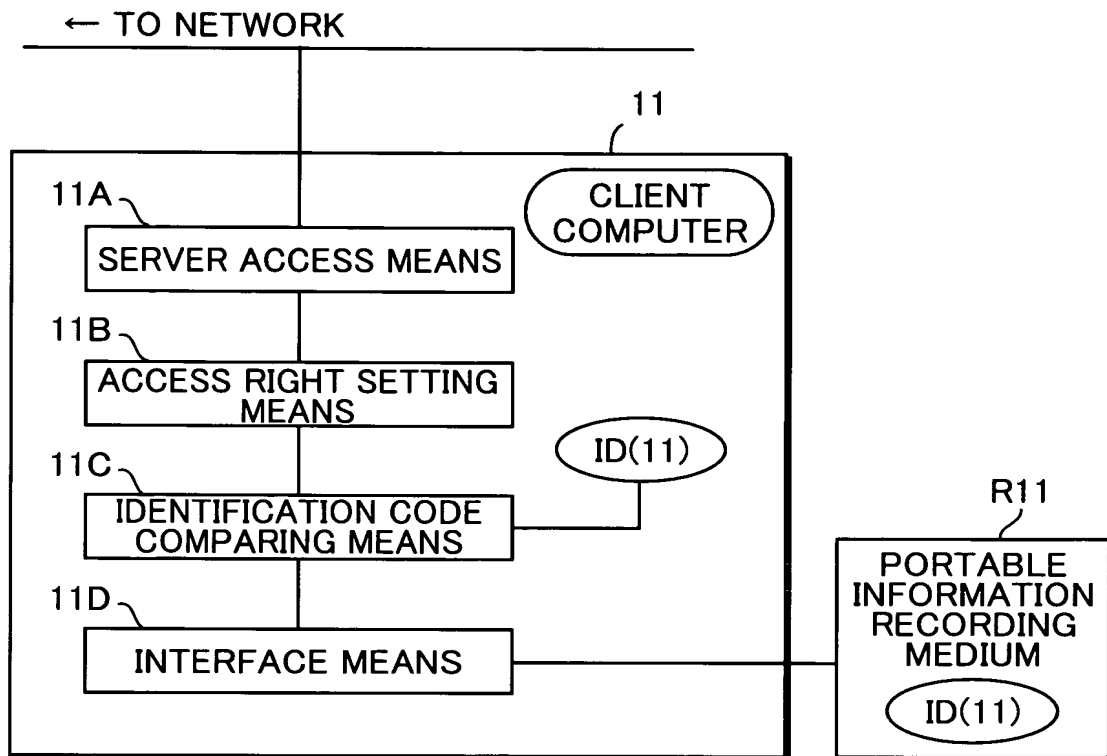 ← TO NETWORK
11
CLIENT
COMPUTER
11A
SERVER ACCESS MEANS
11B
ACCESS RIGHT SETTING
MEANS
ID(11)
11C
IDENTIFICATION CODE
COMPARING MEANS
R11
PORTABLE
INFORMATION
RECORDING
MEDIUM
ID(11)
11D
INTERFACE MEANS